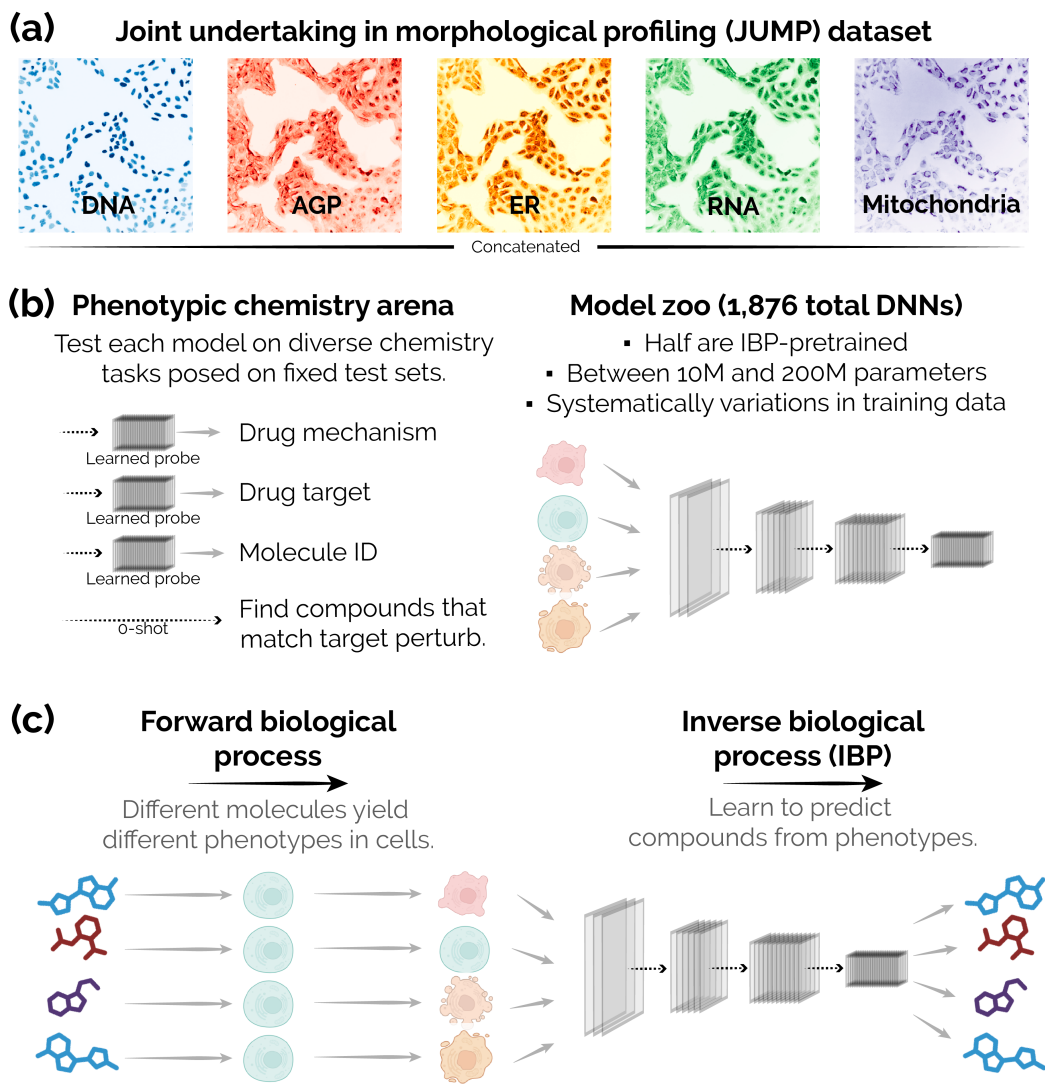 (a) Joint undertaking in morphological profiling (JUMP) dataset
DNA
AGP
ER
RNA
Mitochondria
Concatenated
(b) Phenotypic chemistry arena
Test each model on diverse chemistry
tasks posed on fixed test sets.
Learned probe
Drug mechanism
Learned probe
Drug target
Learned probe
Molecule ID
0-shot
Find compounds that
match target perturb.
Model zoo (1,876 total DNNs)
▪ Half are IBP-pretrained
▪ Between 10M and 200M parameters
▪ Systematically variations in training data
(c) Forward biological
process
Different molecules yield
different phenotypes in cells.
Inverse biological
process (IBP)
Learn to predict
compounds from phenotypes.